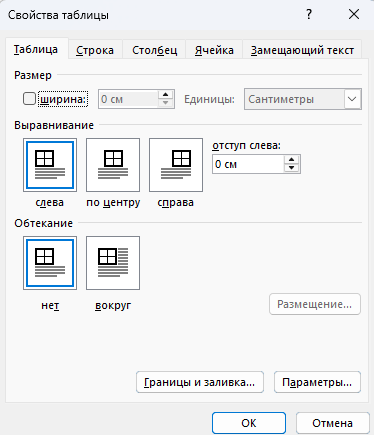 Свойства таблицы
Таблица Строка Столбец Ячейка Замещающий текст
Размер
ширина: 0 см Единицы: Сантиметры
Выравнивание
отступ слева:
0 см
слева по центру справа
Обтекание
нет вокруг
Размещение...
Границы и заливка... Параметры...
ОК Отмена